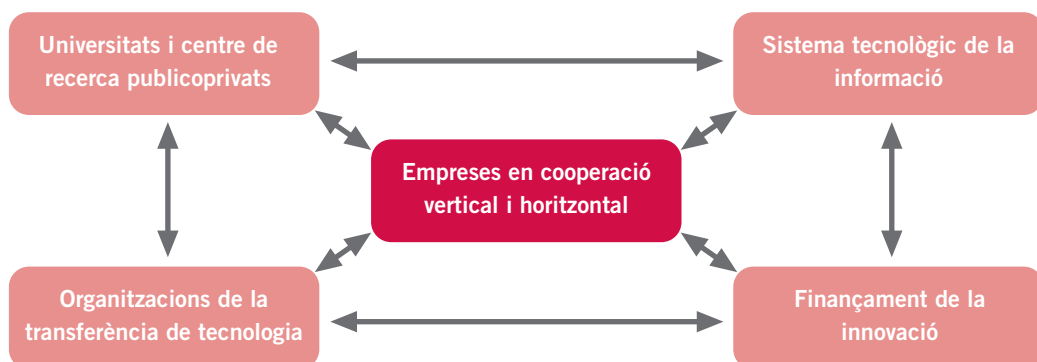 Universitats i centre de
recerca publicoprivats
Sistema tecnològic de la
informació
Empreses en cooperació
vertical i horitzontal
Organitzacions de la
transferència de tecnologia
Finançament de la
innovació